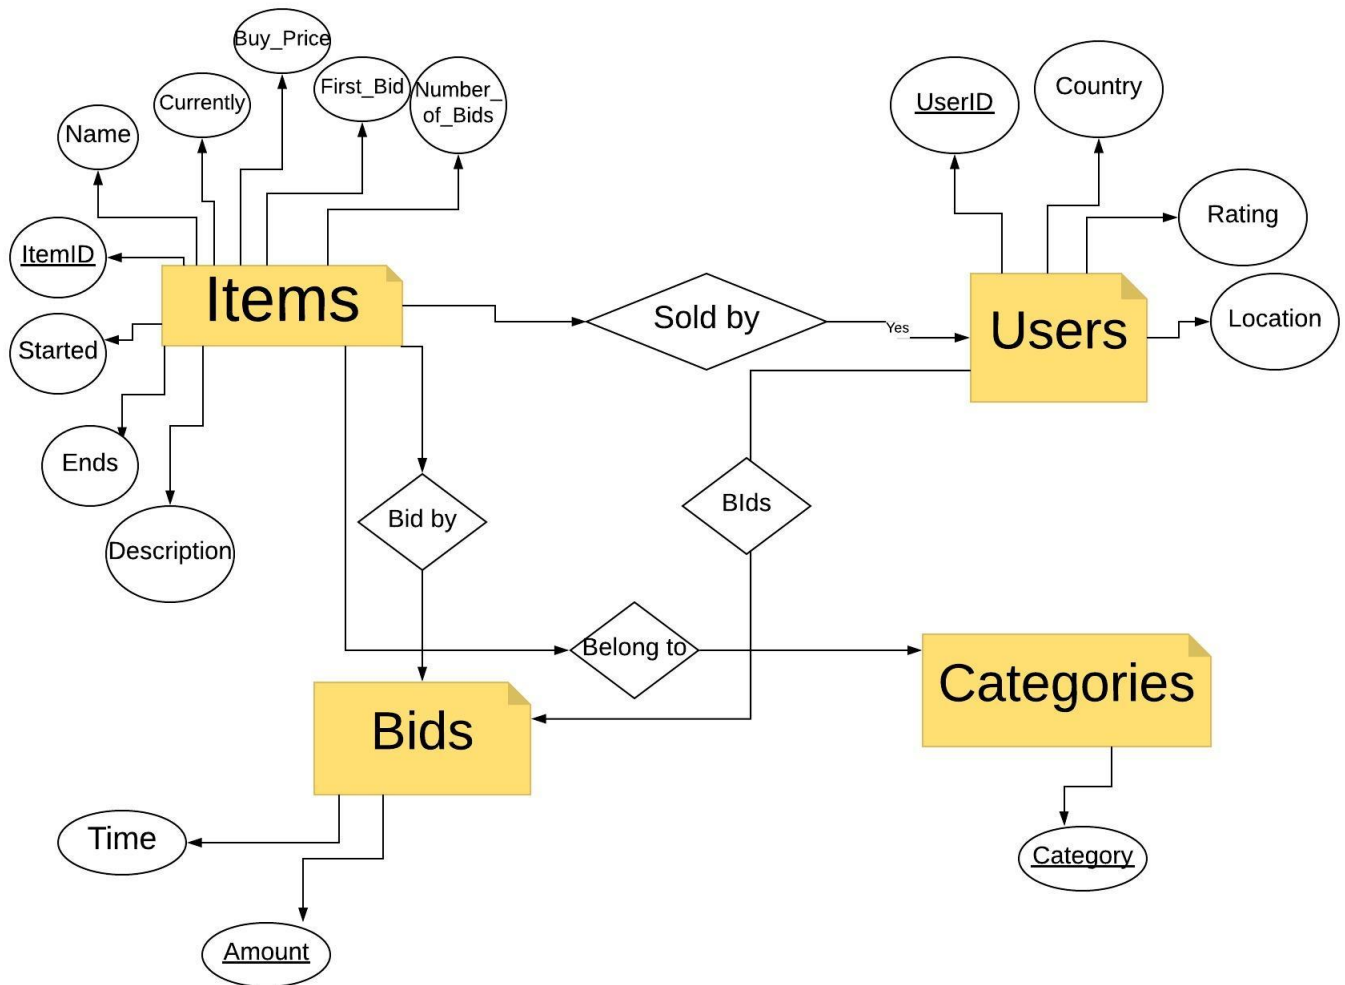 Buy_Price
First_Bid
Number_
of_Bids
Currently
Name
ItemID
Started
Ends
Description
Items
Sold by
Yes
UserID
Country
Rating
Location
Users
Bid by
BIds
Belong to
Categories
Category
Bids
Time
Amount